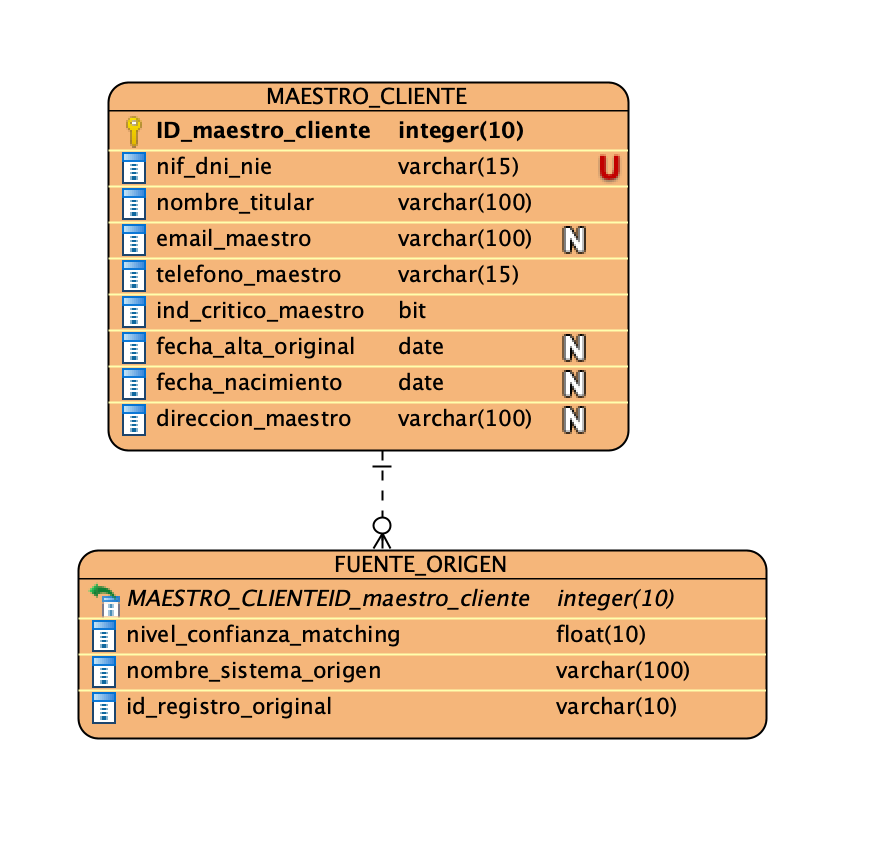 MAESTRO_CLIENTE
ID_maestro_cliente integer(10)
nif_dni_nie varchar(15) U
nombre_titular varchar(100)
email_maestro varchar(100) N
telefono_maestro varchar(15)
ind_critico_maestro bit
fecha_alta_original date N
fecha_nacimiento date N
direccion_maestro varchar(100) N
FUENTE_ORIGEN
MAESTRO_CLIENTEID_maestro_cliente integer(10)
nivel_confianza_matching float(10)
nombre_sistema_origen varchar(100)
id_registro_original varchar(10)